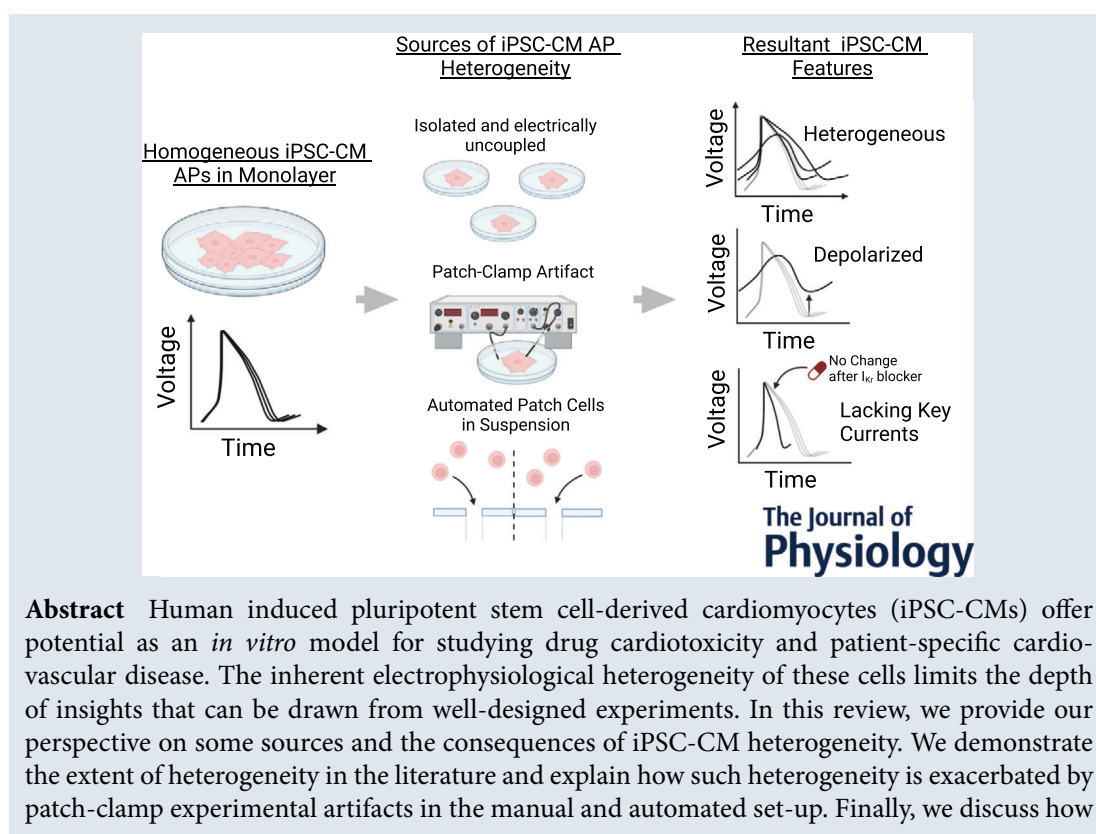 Sources of iPSC-CM AP
Heterogeneity
Resultant iPSC-CM
Features
Homogeneous iPSC-CM
APs in Monolayer
Voltage
Time
Isolated and electrically
uncoupled
Patch-Clamp Artifact
Automated Patch Cells
in Suspension
Voltage
Heterogeneous
Time
Voltage
Depolarized
Time
Voltage
No Change
after IKr blocker
Lacking Key
Currents
Time
The Journal of
Physiology
Abstract Human induced pluripotent stem cell-derived cardiomyocytes (iPSC-CMs) offer
potential as an in vitro model for studying drug cardiotoxicity and patient-specific cardio-
vascular disease. The inherent electrophysiological heterogeneity of these cells limits the depth
of insights that can be drawn from well-designed experiments. In this review, we provide our
perspective on some sources and the consequences of iPSC-CM heterogeneity. We demonstrate
the extent of heterogeneity in the literature and explain how such heterogeneity is exacerbated by
patch-clamp experimental artifacts in the manual and automated set-up. Finally, we discuss how